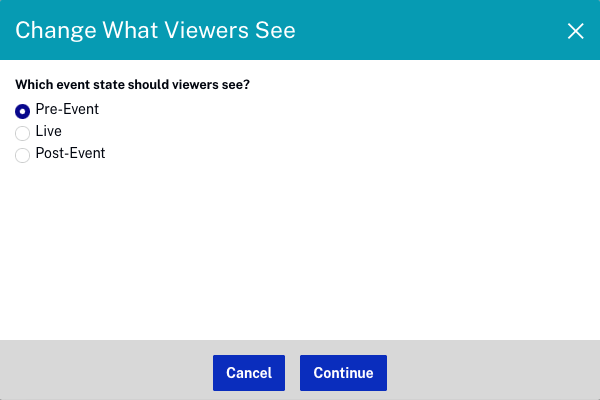 Change What Viewers See
Which event state should viewers see?
Pre-Event
Live
Post-Event
Cancel
Continue